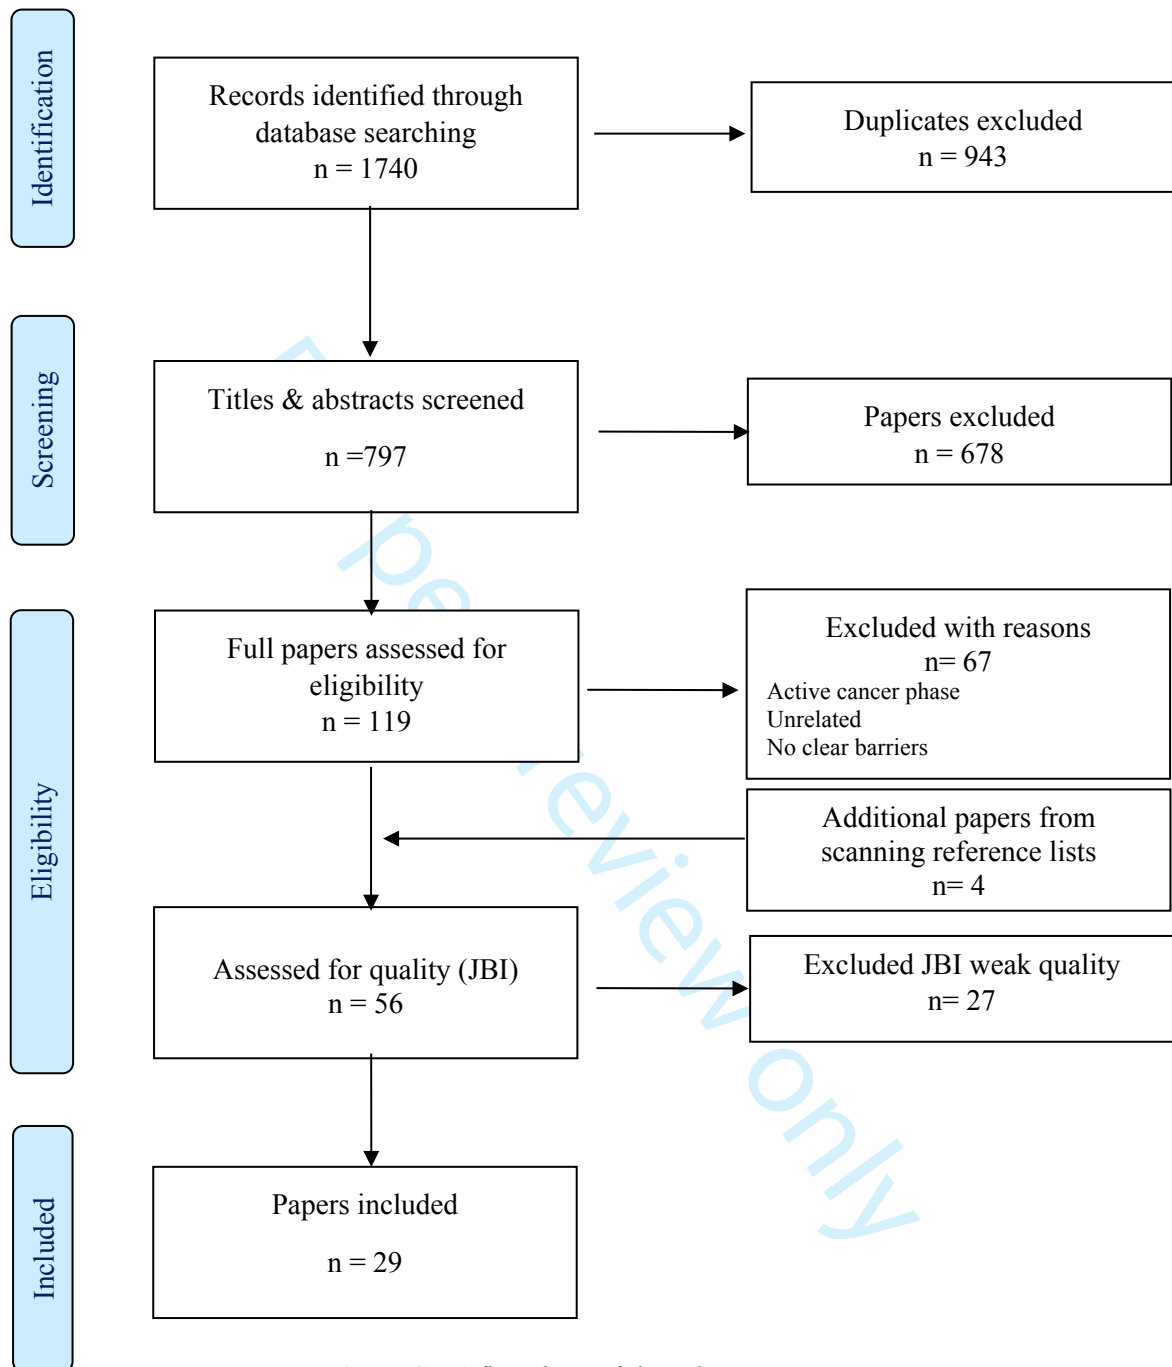 Identification
Records identified through
database searching
n = 1740
Duplicates excluded
n = 943
Screening
Titles & abstracts screened
n =797
Papers excluded
n = 678
Eligibility
Full papers assessed for
eligibility
n = 119
Excluded with reasons
n= 67
Active cancer phase
Unrelated
No clear barriers
Additional papers from
scanning reference lists
n= 4
Assessed for quality (JBI)
n = 56
Excluded JBI weak quality
n= 27
Included
Papers included
n = 29
review only